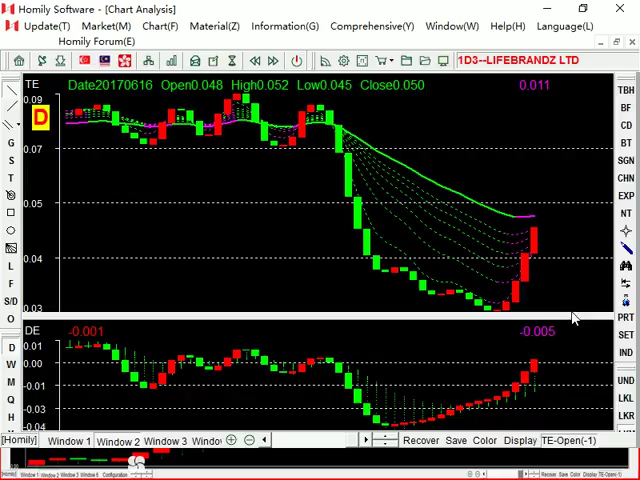 Homily Software - [Chart Analysis]
Update(T) Market(M) Chart(F) Material(Z) Information(G) Comprehensive(Y) Window(W) Help(H) Language(L)
Homily Forum(E)
1D3--LIFEBRANDZ LTD
TE Date20170616 Open0.048 High0.052 Low0.045 Close0.050 0.011
0.09
D
0.07
0.05
0.04
0.03
DE -0.001 -0.005
0.01
0.00
-0.01
-0.03
-0.04
G
S
T
L
F
S/D
O
D
W
M
Q
H
TBH
BF
CD
BT
SGN
CHN
EXP
NT
PRT
SET
IND
UND
LKL
LKR
[Homily] Window 1 Window 2 Window 3 Recover Save Color Display TE-Open(-1)